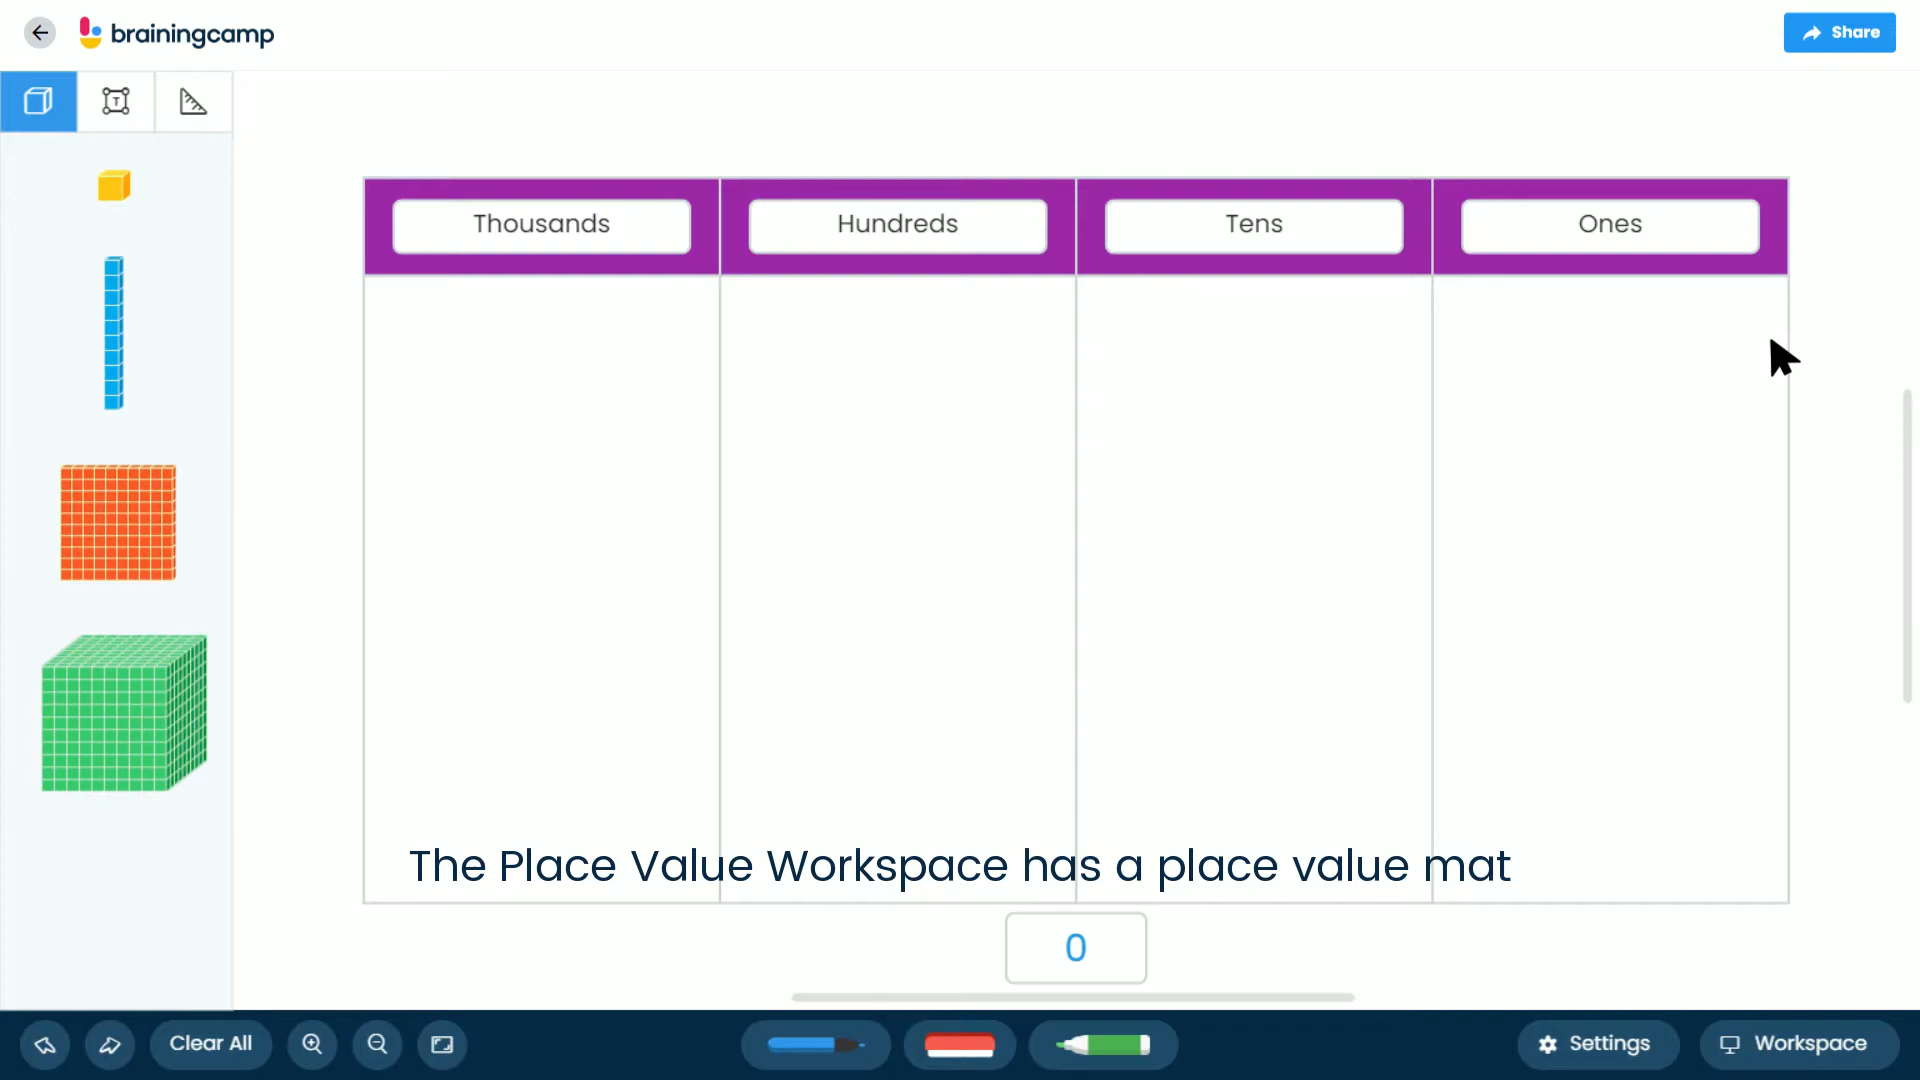 brainingcamp
Share
T
Thousands
Hundreds
Tens
Ones
The Place Value Workspace has a place value mat
0
Clear All
Settings
Workspace